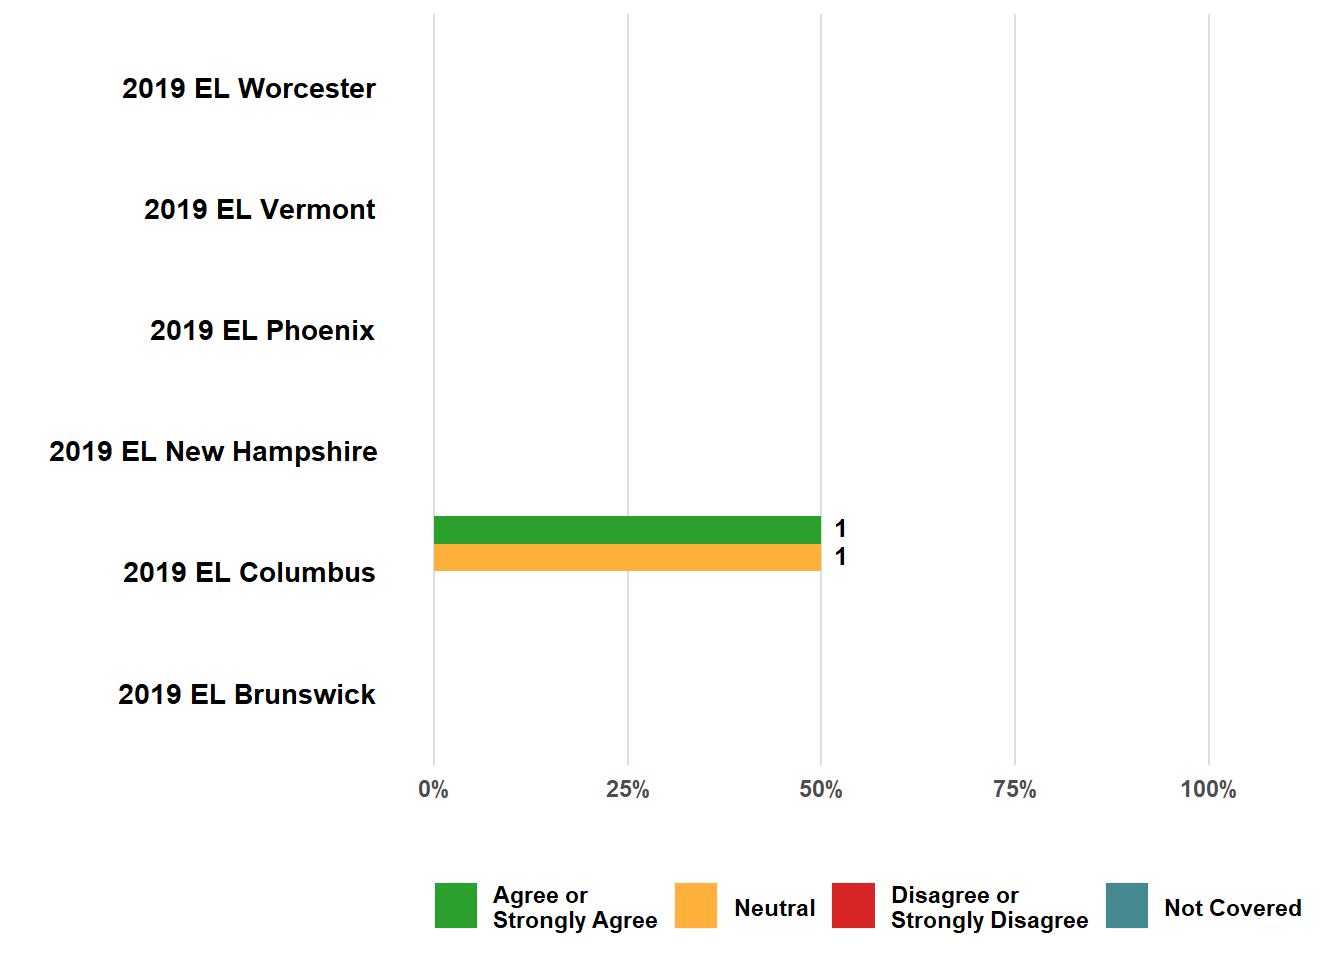 2019 EL Worcester
2019 EL Vermont
2019 EL Phoenix
2019 EL New Hampshire
1
1
2019 EL Columbus
2019 EL Brunswick
0% 25% 50% 75% 100%
Agree or
Strongly Agree
Neutral
Disagree or
Strongly Disagree
Not Covered